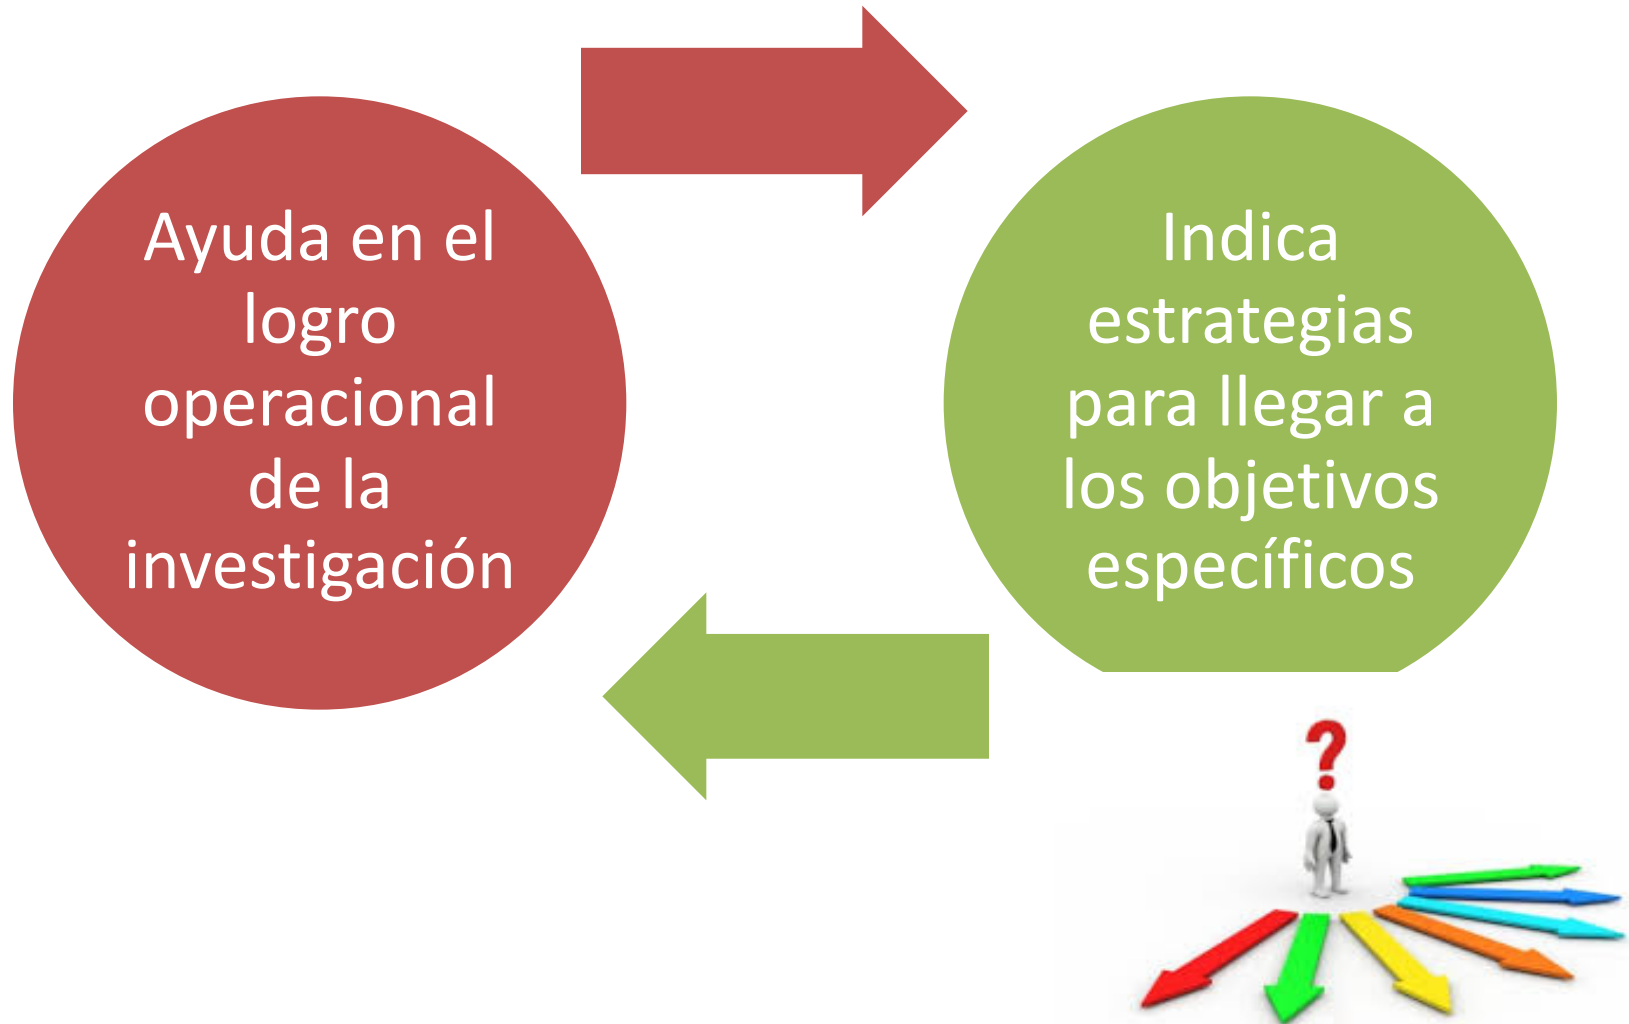 Ayuda en el
logro
operacional
de la
investigación
Indica
estrategias
para llegar a
los objetivos
específicos
?